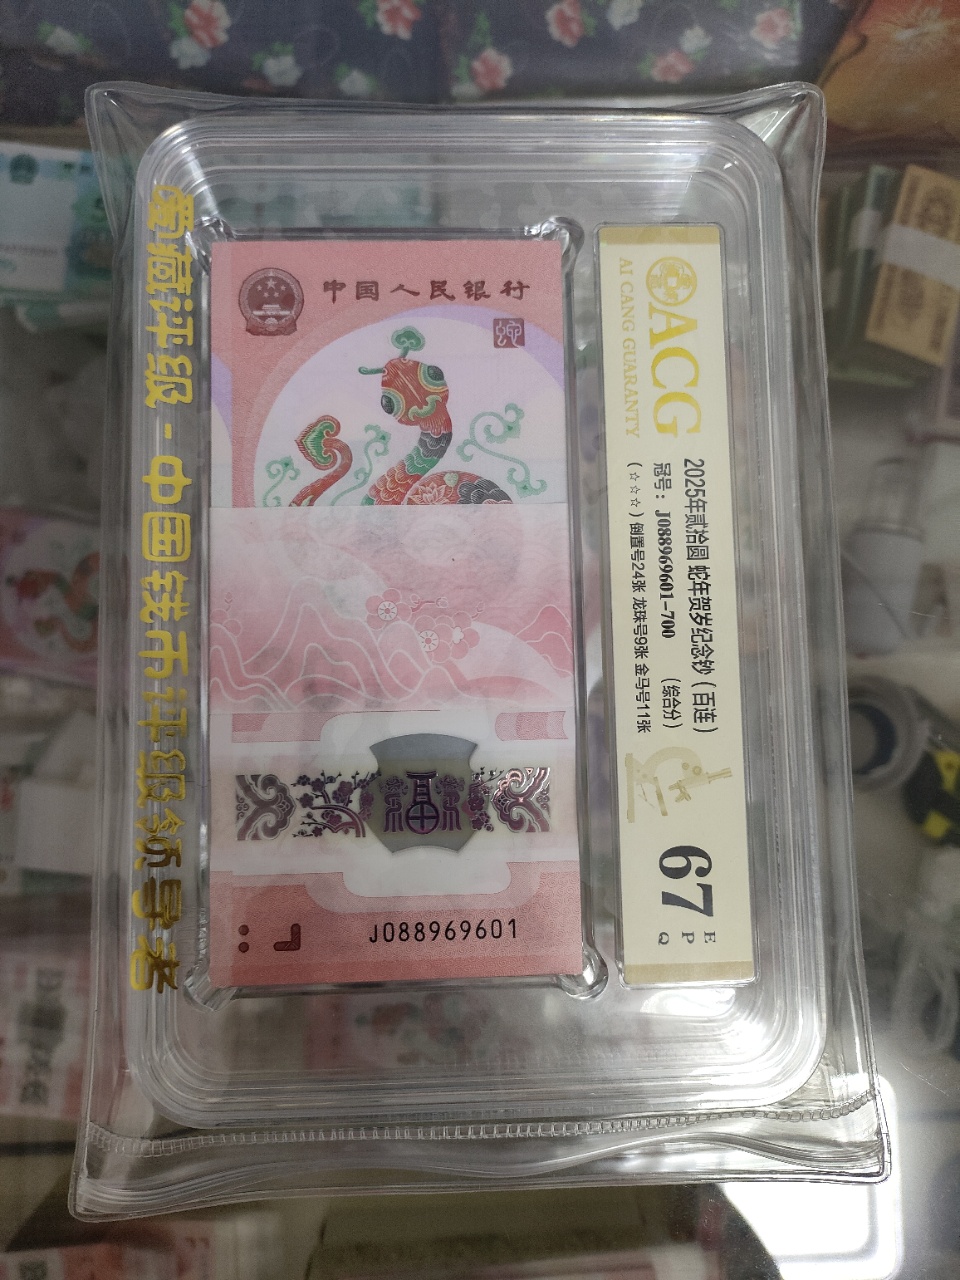 爱藏评级 - 中国钱币评级领导者
中国人民银行
J088969601
ACG
AI CANG GUARANTY
2025年贰拾圆 蛇年贺岁纪念钞 (百连)
冠号: J088969601-700 (综合分)
(☆☆☆) 倒置号24张 龙珠号9张 金马号11张
67
E
P
Q